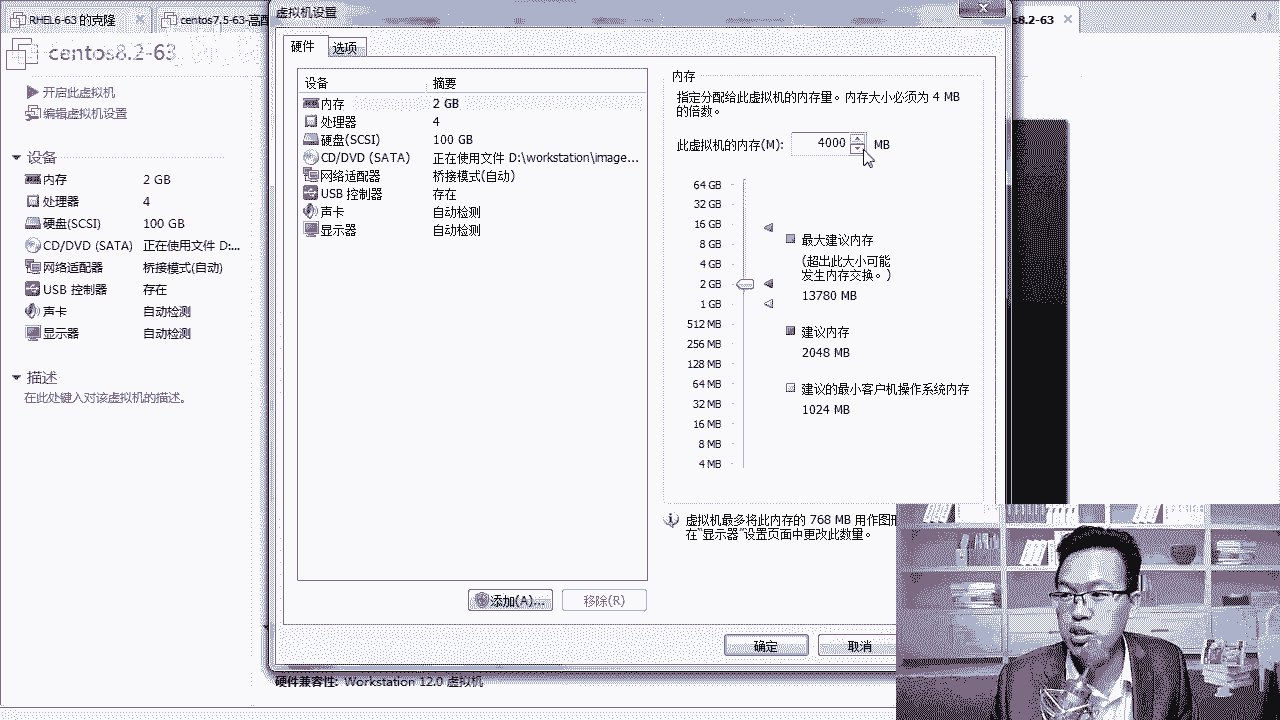 RHEL6-63 的克隆
centos7.5-63-高配
s8.2-63
centos8.2-63
开启此虚拟机
编辑虚拟机设置
设备
内存 2 GB
处理器 4
硬盘(SCSI) 100 GB
CD/DVD (SATA) 正在使用文件 D:...
网络适配器 桥接模式(自动)
USB 控制器 存在
声卡 自动检测
显示器 自动检测
描述
在此处键入对该虚拟机的描述。
虚拟机设置
硬件 选项
设备 摘要
内存 2 GB
处理器 4
硬盘(SCSI) 100 GB
CD/DVD (SATA) 正在使用文件 D:\workstation\image...
网络适配器 桥接模式(自动)
USB 控制器 存在
声卡 自动检测
显示器 自动检测
添加(A)... 移除(R)
内存
指定分配给此虚拟机的内存量。内存大小必须为 4 MB
的倍数。
此虚拟机的内存(M): 4000 MB
64 GB
32 GB
16 GB
8 GB
4 GB
2 GB
1 GB
512 MB
256 MB
128 MB
64 MB
32 MB
16 MB
8 MB
4 MB
最大建议内存
(超出此大小可能
发生内存交换。)
13780 MB
建议内存
2048 MB
建议的最小客户机操作系统内存
1024 MB
虚拟机最多将此内存的 768 MB 用作图形
在“显示器”设置页面中更改此数量。
确定 取消
硬件兼容性: Workstation 12.0 虚拟机